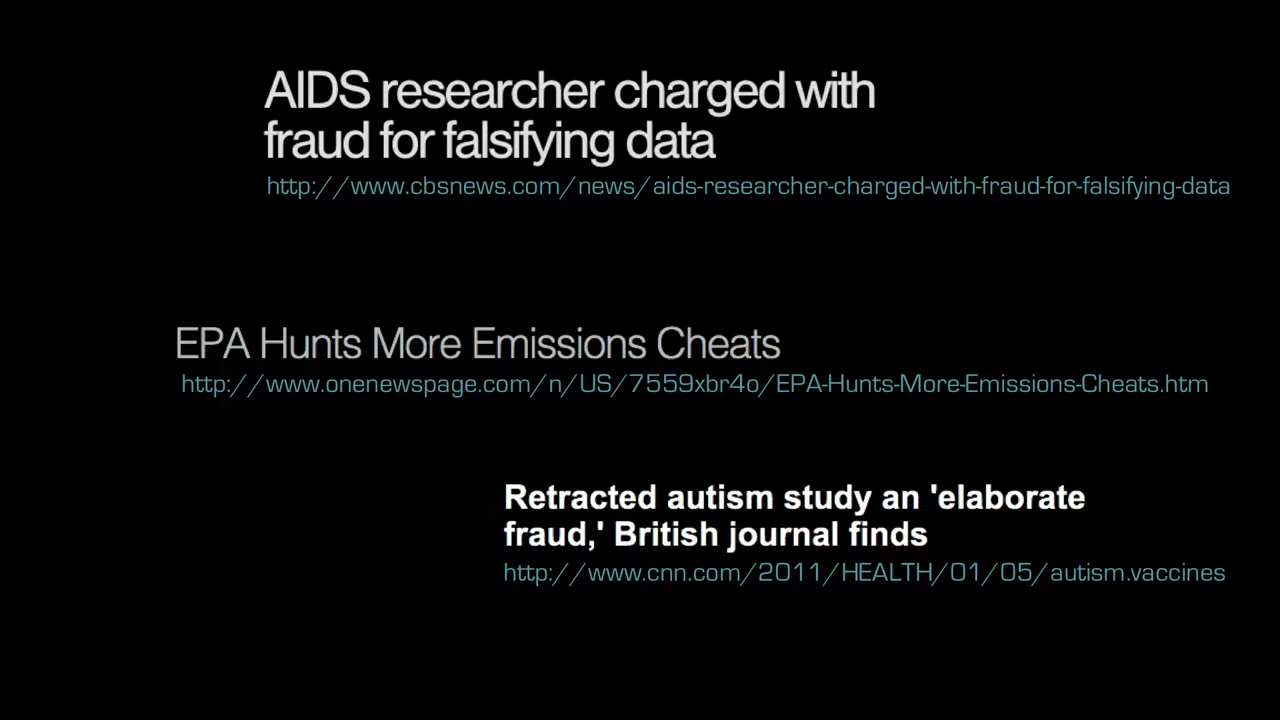 AIDS researcher charged with
fraud for falsifying data
http://www.cbsnews.com/news/aids-researcher-charged-with-fraud-for-falsifying-data
EPA Hunts More Emissions Cheats
http://www.onenewspage.com/n/US/7559xbr4o/EPA-Hunts-More-Emissions-Cheats.htm
Retracted autism study an 'elaborate
fraud,' British journal finds
http://www.cnn.com/2011/HEALTH/01/05/autism.vaccines